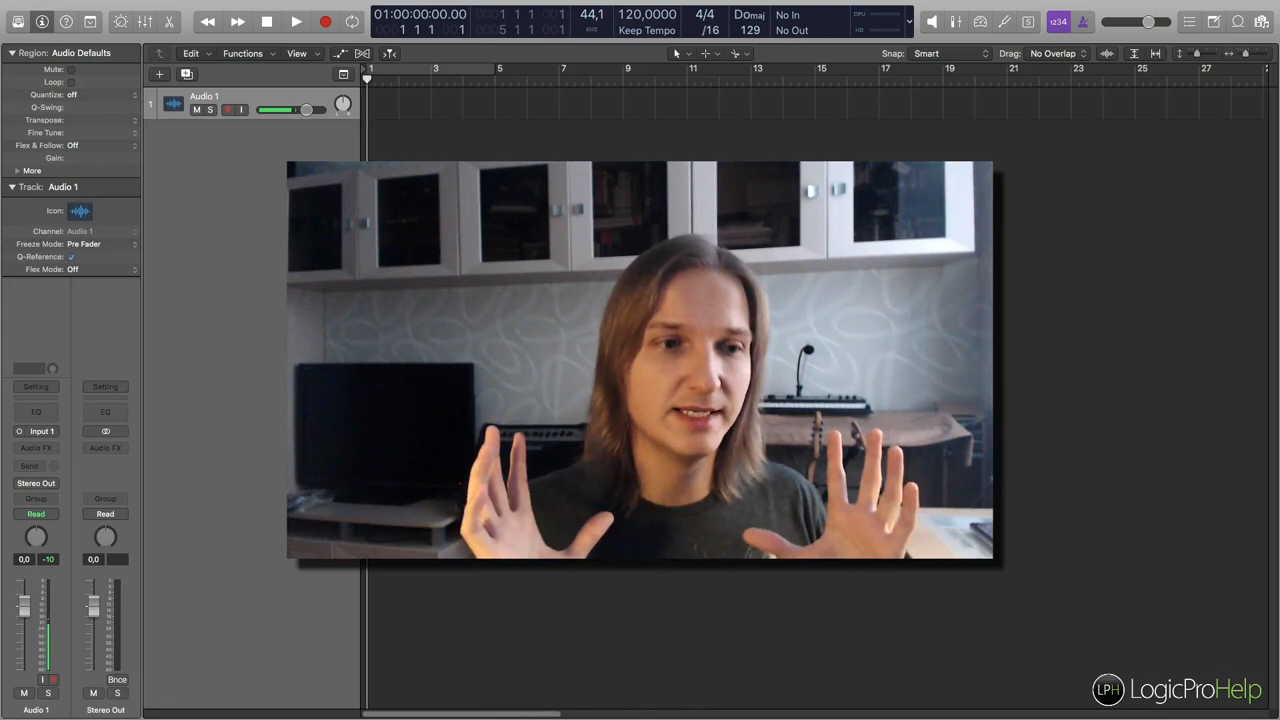 01:00:00:00.00
1 1 1 1
5 1 1 1
44,1
KHZ
120,0000
Keep Tempo
4/4
/16
D♭maj
129
No In
No Out
CPU
HD
1234
Region: Audio Defaults
Mute:
Loop:
Quantize: off
Q-Swing:
Transpose:
Fine Tune:
Flex & Follow: Off
Gain:
More
Track: Audio 1
Icon:
Channel: Audio 1
Freeze Mode: Pre Fader
Q-Reference:
Flex Mode: Off
Edit Functions View
Snap: Smart
Drag: No Overlap
1 3 5 7 9 11 13 15 17 19 21 23 25 27
1 Audio 1
M S R I
Setting Setting
EQ EQ
Input 1
Audio FX Audio FX
Send
Stereo Out
Group Group
Read Read
0,0 -10 0,0
I R Bnce
M S M S
Audio 1 Stereo Out
LPH LogicProHelp